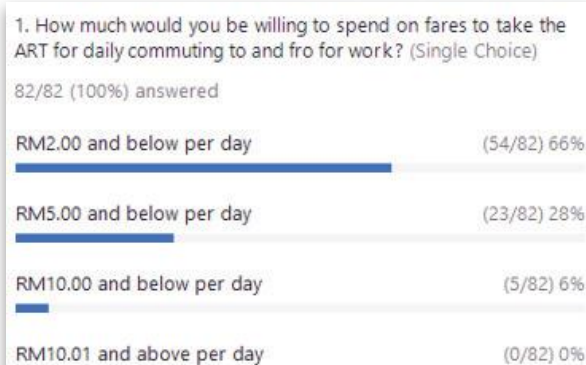 1. How much would you be willing to spend on fares to take the
ART for daily commuting to and fro for work? (Single Choice)
82/82 (100%) answered
RM2.00 and below per day (54/82) 66%
RM5.00 and below per day (23/82) 28%
RM10.00 and below per day (5/82) 6%
RM10.01 and above per day (0/82) 0%